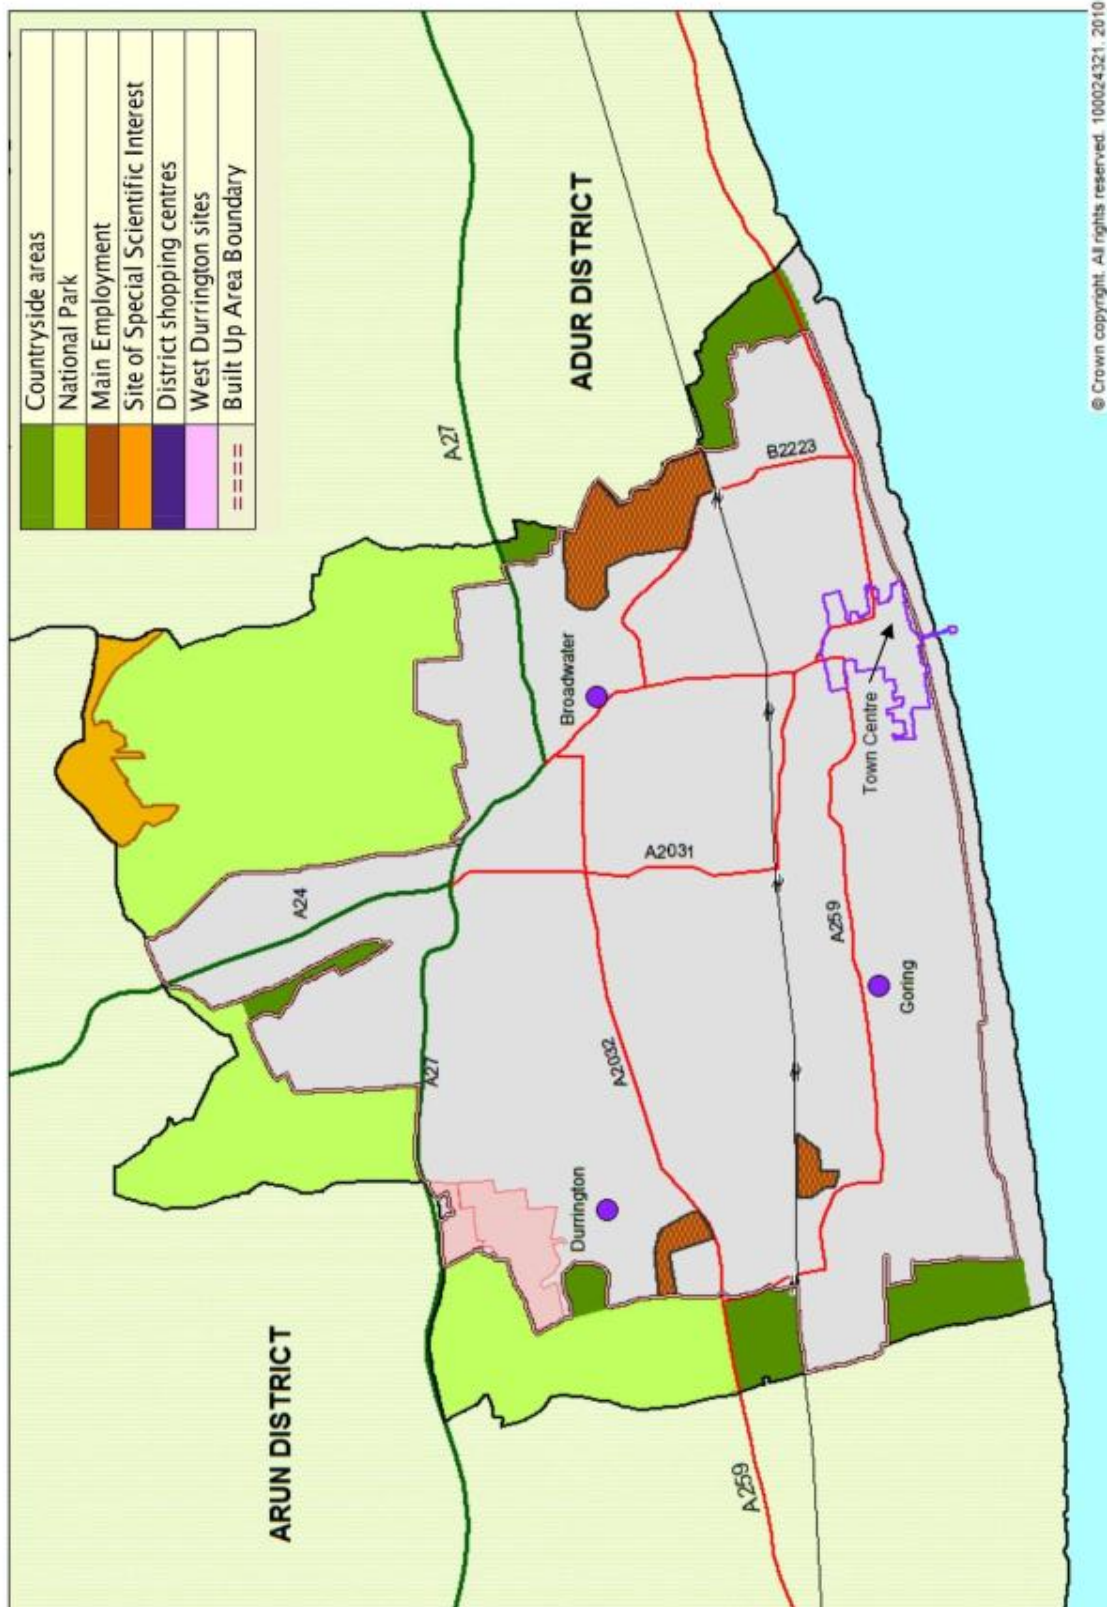 Countryside areas
National Park
Main Employment
Site of Special Scientific Interest
District shopping centres
West Durrington sites
Built Up Area Boundary
ARUN DISTRICT
ADUR DISTRICT
A27
A24
A27
A2032
A2031
B2223
A259
A259
Durrington
Broadwater
Goring
Town Centre
© Crown copyright. All rights reserved. 100024321. 2010